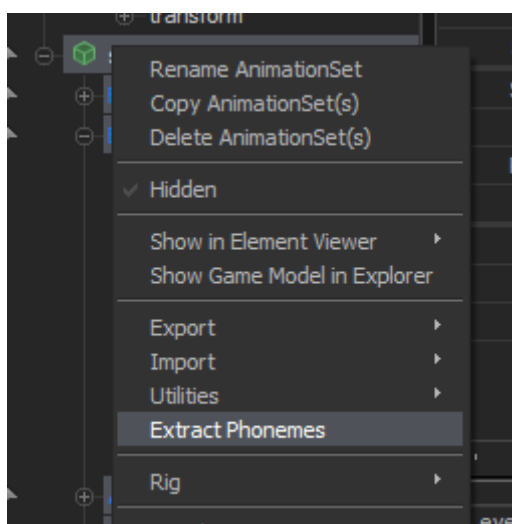 transform
Rename AnimationSet
Copy AnimationSet(s)
Delete AnimationSet(s)
Hidden
Show in Element Viewer
Show Game Model in Explorer
Export
Import
Utilities
Extract Phonemes
Rig